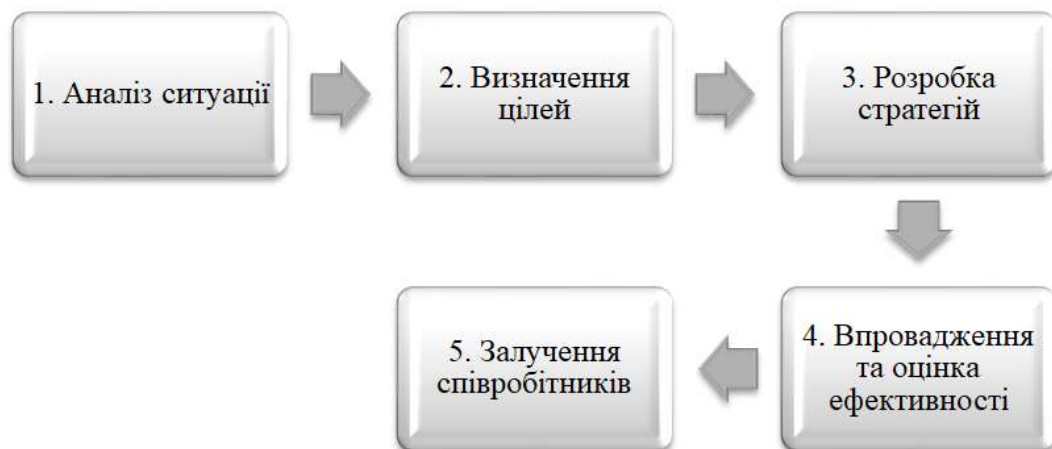 1. Аналіз ситуації
2. Визначення
цілей
3. Розробка
стратегій
4. Впровадження
та оцінка
ефективності
5. Залучення
співробітників